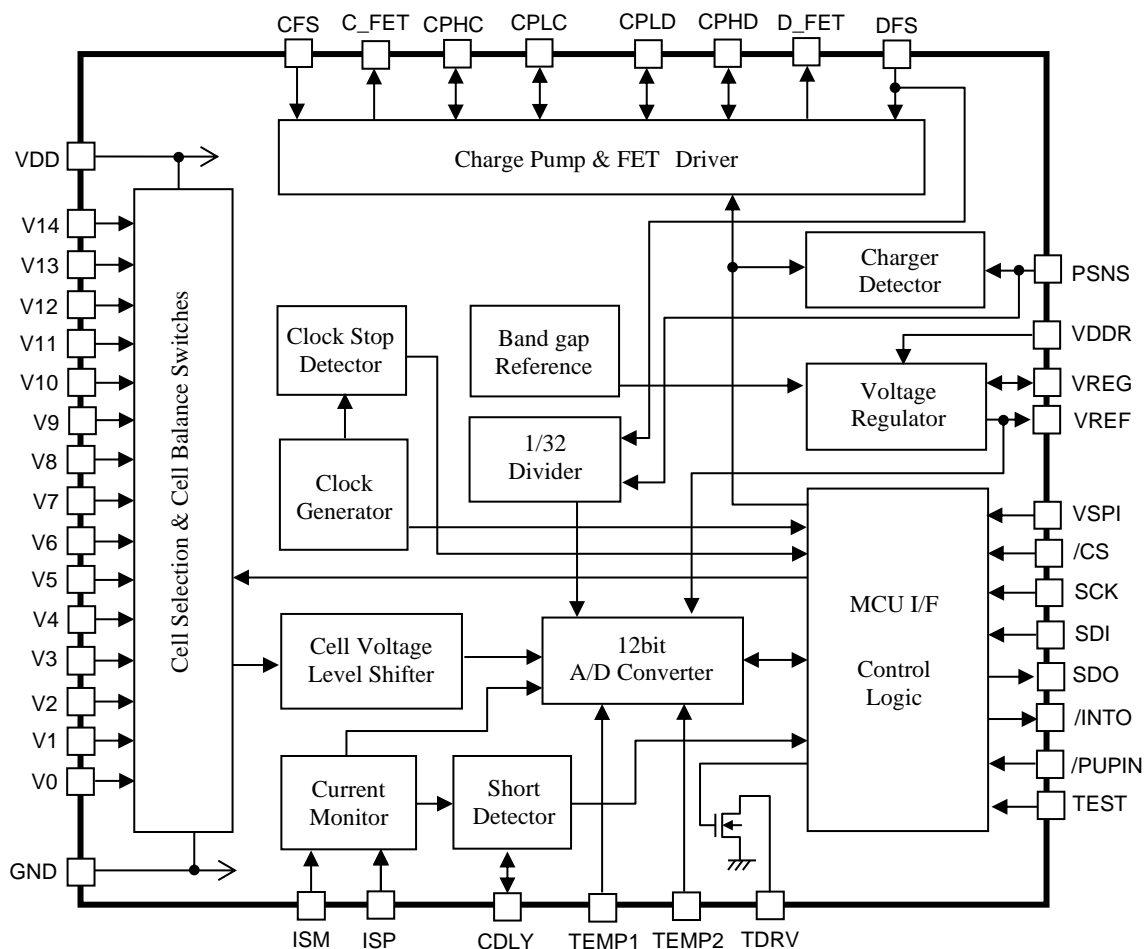 CFS
C_FET
CPHC
CPLC
CPLD
CPHD
D_FET
DFS
Charge Pump & FET Driver
VDD
V14
V13
V12
V11
V10
V9
V8
V7
V6
V5
V4
V3
V2
V1
V0
GND
Cell Selection & Cell Balance Switches
Clock Stop
Detector
Clock
Generator
Band gap
Reference
1/32
Divider
Charger
Detector
Voltage
Regulator
PSNS
VDDR
VREG
VREF
MCU I/F
Control
Logic
VSPI
/CS
SCK
SDI
SDO
/INTO
/PUPIN
TEST
Cell Voltage
Level Shifter
12bit
A/D Converter
Current
Monitor
Short
Detector
ISM
ISP
CDLY
TEMP1
TEMP2
TDRV